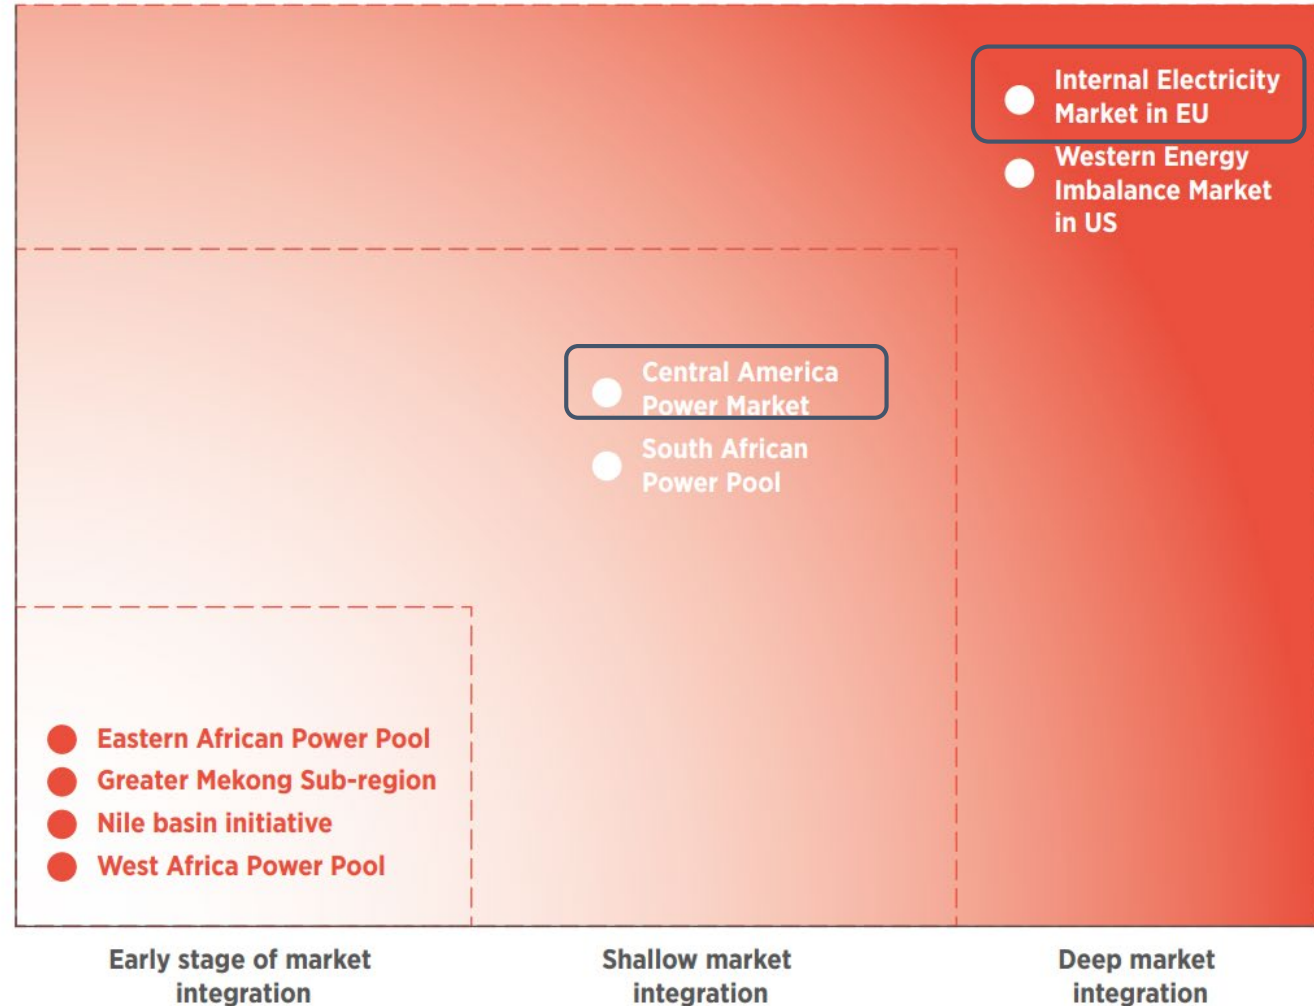 Internal Electricity
Market in EU
Western Energy
Imbalance Market
in US
Central America
Power Market
South African
Power Pool
Eastern African Power Pool
Greater Mekong Sub-region
Nile basin initiative
West Africa Power Pool
Early stage of market
integration
Shallow market
integration
Deep market
integration